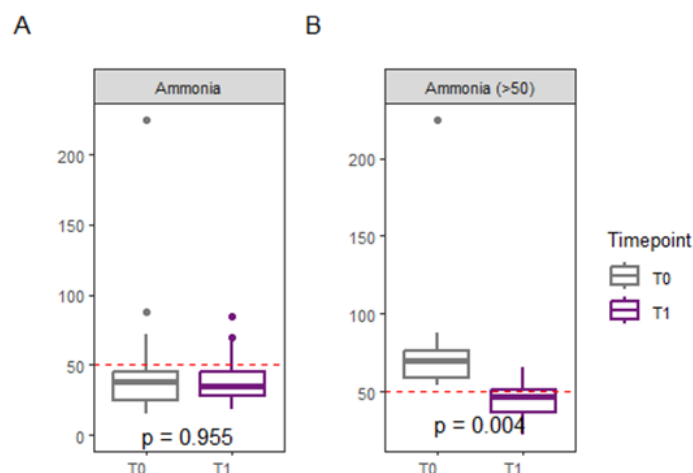 A
Ammonia
200
150
100
50
0
p = 0.955
T0 T1
B
Ammonia (>50)
200
150
100
50
p = 0.004
T0 T1
Timepoint
T0
T1